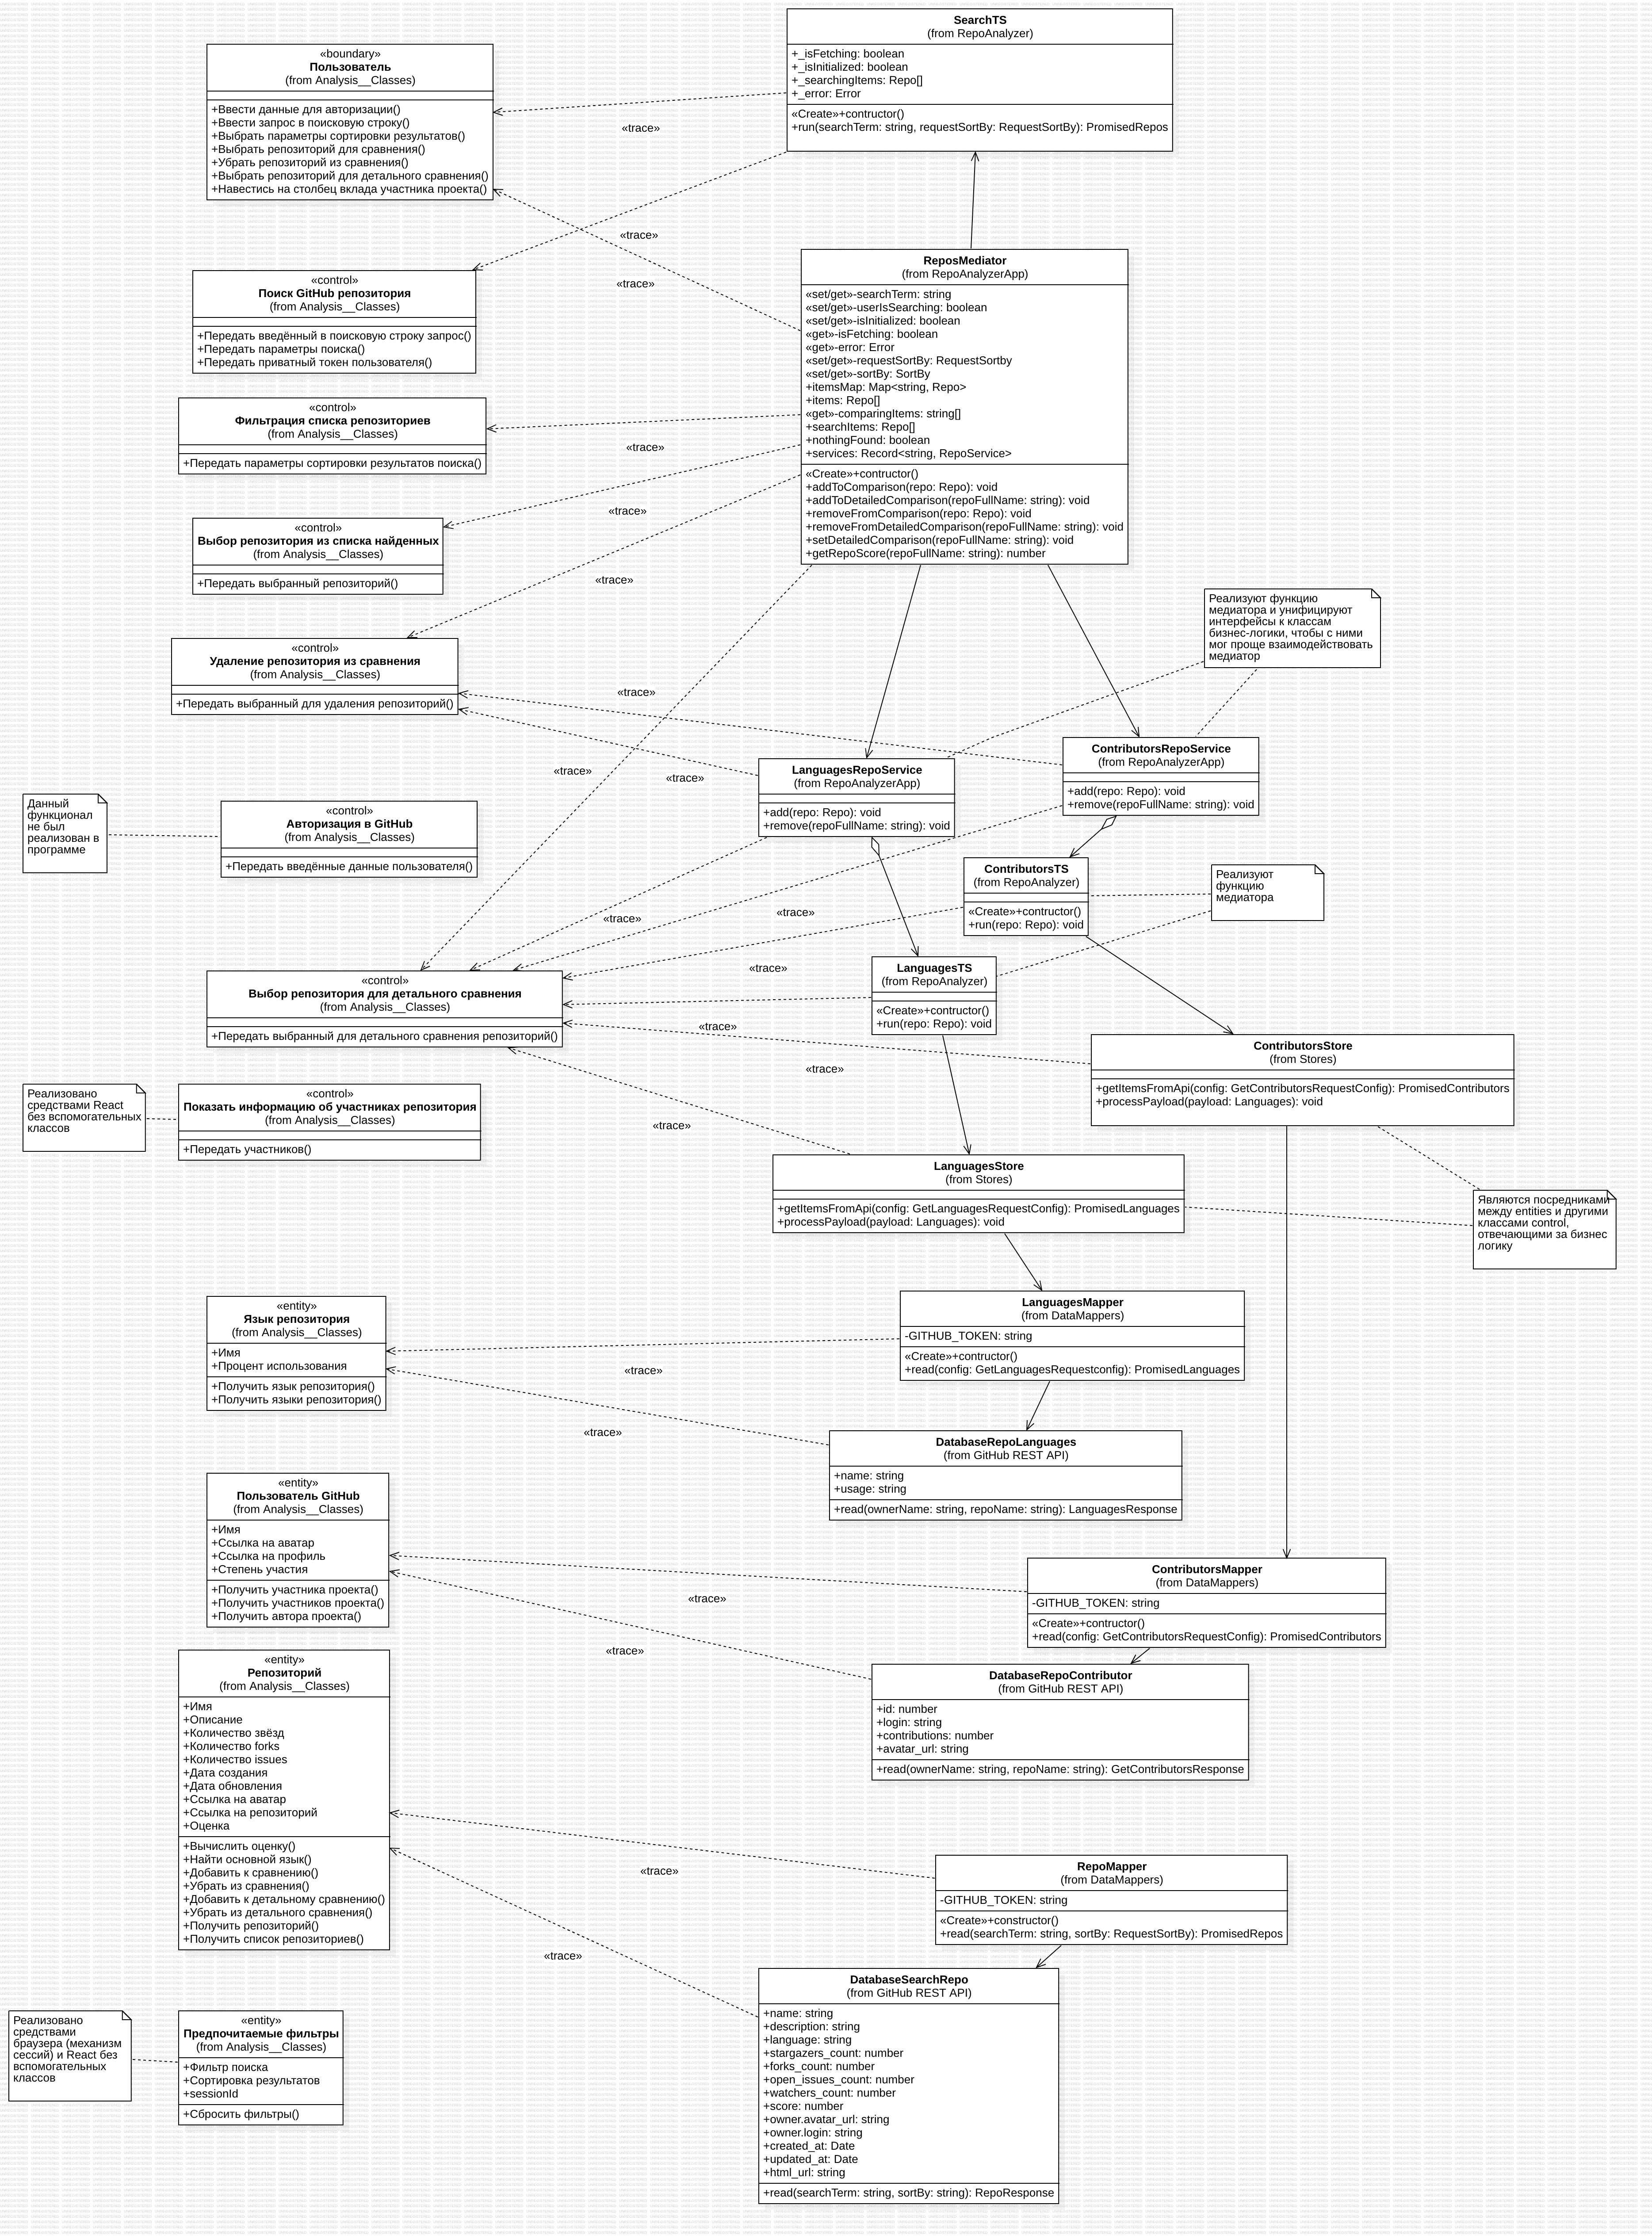 SearchTS
(from RepoAnalyzer)
+_isFetching: boolean
+_isInitialized: boolean
+_searchingItems: Repo[]
+_error: Error
«Create»+contructor()
+run(searchTerm: string, requestSortBy: RequestSortBy): PromisedRepos
«boundary»
Пользователь
(from Analysis__Classes)
+Ввести данные для авторизации()
+Ввести запрос в поисковую строку()
+Выбрать параметры сортировки результатов()
+Выбрать репозиторий для сравнения()
+Убрать репозиторий из сравнения()
+Выбрать репозиторий для детального сравнения()
+Навестись на столбец вклада участника проекта()
«trace»
«trace»
«trace»
ReposMediator
(from RepoAnalyzerApp)
«set/get»-searchTerm: string
«set/get»-userIsSearching: boolean
«set/get»-isInitialized: boolean
«get»-isFetching: boolean
«get»-error: Error
«set/get»-requestSortBy: RequestSortby
«set/get»-sortBy: SortBy
+itemsMap: Map<string, Repo>
+items: Repo[]
«get»-comparingItems: string[]
+searchItems: Repo[]
+nothingFound: boolean
+services: Record<string, RepoService>
«Create»+contructor()
+addToComparison(repo: Repo): void
+addToDetailedComparison(repoFullName: string): void
+removeFromComparison(repo: Repo): void
+removeFromDetailedComparison(repoFullName: string): void
+setDetailedComparison(repoFullName: string): void
+getRepoScore(repoFullName: string): number
«control»
Поиск GitHub репозитория
(from Analysis__Classes)
+Передать введённый в поисковую строку запрос()
+Передать параметры поиска()
+Передать приватный токен пользователя()
«control»
Фильтрация списка репозиториев
(from Analysis__Classes)
+Передать параметры сортировки результатов поиска()
«trace»
«trace»
«control»
Выбор репозитория из списка найденных
(from Analysis__Classes)
+Передать выбранный репозиторий()
«trace»
Реализуют функцию
медиатора и унифицируют
интерфейсы к классам
бизнес-логики, чтобы с ними
мог проще взаимодействовать
медиатор
«control»
Удаление репозитория из сравнения
(from Analysis__Classes)
+Передать выбранный для удаления репозиторий()
«trace»
«trace»
«trace»
ContributorsRepoService
(from RepoAnalyzerApp)
+add(repo: Repo): void
+remove(repoFullName: string): void
LanguagesRepoService
(from RepoAnalyzerApp)
+add(repo: Repo): void
+remove(repoFullName: string): void
Данный
функционал
не был
реализован в
программе
«control»
Авторизация в GitHub
(from Analysis__Classes)
+Передать введённые данные пользователя()
ContributorsTS
(from RepoAnalyzer)
«Create»+contructor()
+run(repo: Repo): void
Реализуют
функцию
медиатора
«trace»
«trace»
«trace»
LanguagesTS
(from RepoAnalyzer)
«Create»+contructor()
+run(repo: Repo): void
«control»
Выбор репозитория для детального сравнения
(from Analysis__Classes)
+Передать выбранный для детального сравнения репозиторий()
«trace»
«trace»
«trace»
ContributorsStore
(from Stores)
+getItemsFromApi(config: GetContributorsRequestConfig): PromisedContributors
+processPayload(payload: Languages): void
Реализовано
средствами React
без вспомогательных
классов
«control»
Показать информацию об участниках репозитория
(from Analysis__Classes)
+Передать участников()
LanguagesStore
(from Stores)
+getItemsFromApi(config: GetLanguagesRequestConfig): PromisedLanguages
+processPayload(payload: Languages): void
Являются посредниками
между entities и другими
классами control,
отвечающими за бизнес
логику
«entity»
Язык репозитория
(from Analysis__Classes)
+Имя
+Процент использования
+Получить язык репозитория()
+Получить языки репозитория()
LanguagesMapper
(from DataMappers)
-GITHUB_TOKEN: string
«Create»+contructor()
+read(config: GetLanguagesRequestconfig): PromisedLanguages
«trace»
«trace»
DatabaseRepoLanguages
(from GitHub REST API)
+name: string
+usage: string
+read(ownerName: string, repoName: string): LanguagesResponse
«entity»
Пользователь GitHub
(from Analysis__Classes)
+Имя
+Ссылка на аватар
+Ссылка на профиль
+Степень участия
+Получить участника проекта()
+Получить участников проекта()
+Получить автора проекта()
ContributorsMapper
(from DataMappers)
-GITHUB_TOKEN: string
«Create»+contructor()
+read(config: GetContributorsRequestConfig): PromisedContributors
«trace»
«trace»
DatabaseRepoContributor
(from GitHub REST API)
+id: number
+login: string
+contributions: number
+avatar_url: string
+read(ownerName: string, repoName: string): GetContributorsResponse
«entity»
Репозиторий
(from Analysis__Classes)
+Имя
+Описание
+Количество звёзд
+Количество forks
+Количество issues
+Дата создания
+Дата обновления
+Ссылка на аватар
+Ссылка на репозиторий
+Оценка
+Вычислить оценку()
+Найти основной язык()
+Добавить к сравнению()
+Убрать из сравнения()
+Добавить к детальному сравнению()
+Убрать из детального сравнения()
+Получить репозиторий()
+Получить список репозиториев()
«trace»
«trace»
RepoMapper
(from DataMappers)
-GITHUB_TOKEN: string
«Create»+constructor()
+read(searchTerm: string, sortBy: RequestSortBy): PromisedRepos
DatabaseSearchRepo
(from GitHub REST API)
+name: string
+description: string
+language: string
+stargazers_count: number
+forks_count: number
+open_issues_count: number
+watchers_count: number
+score: number
+owner.avatar_url: string
+owner.login: string
+created_at: Date
+updated_at: Date
+html_url: string
+read(searchTerm: string, sortBy: string): RepoResponse
Реализовано
средствами
браузера (механизм
сессий) и React без
вспомогательных
классов
«entity»
Предпочитаемые фильтры
(from Analysis__Classes)
+Фильтр поиска
+Сортировка результатов
+sessionId
+Сбросить фильтры()